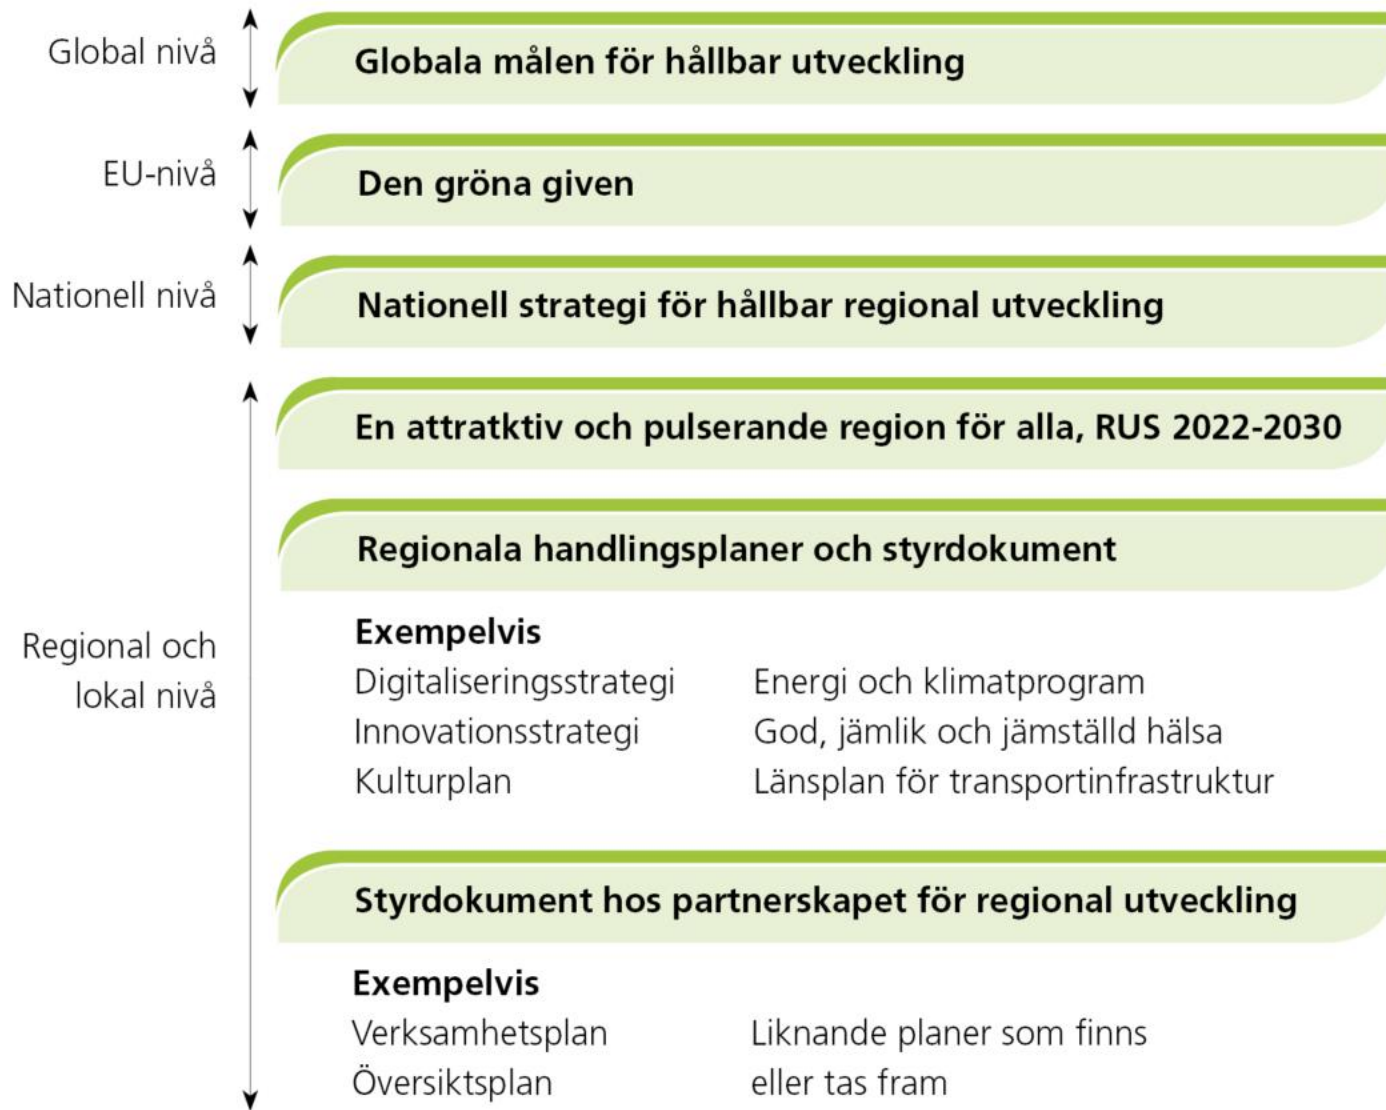 Global nivå
Globala målen för hållbar utveckling
EU-nivå
Den gröna given
Nationell nivå
Nationell strategi för hållbar regional utveckling
En attratktiv och pulserande region för alla, RUS 2022-2030
Regionala handlingsplaner och styrdokument
Regional och
lokal nivå
Exempelvis
Digitaliseringsstrategi
Innovationsstrategi
Kulturplan
Energi och klimatprogram
God, jämlik och jämställd hälsa
Länsplan för transportinfrastruktur
Styrdokument hos partnerskapet för regional utveckling
Exempelvis
Verksamhetsplan
Översiktsplan
Liknande planer som finns
eller tas fram